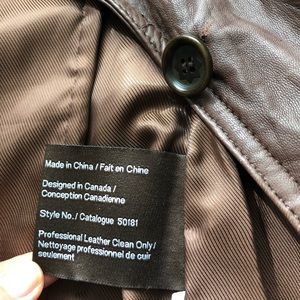 Made in China / Fait en Chine
Designed in Canada /
Conception Canadienne
Style No./ Catalogue 50181
Professional Leather Clean Only/
Nettoyage professionnel de cuir
seulement